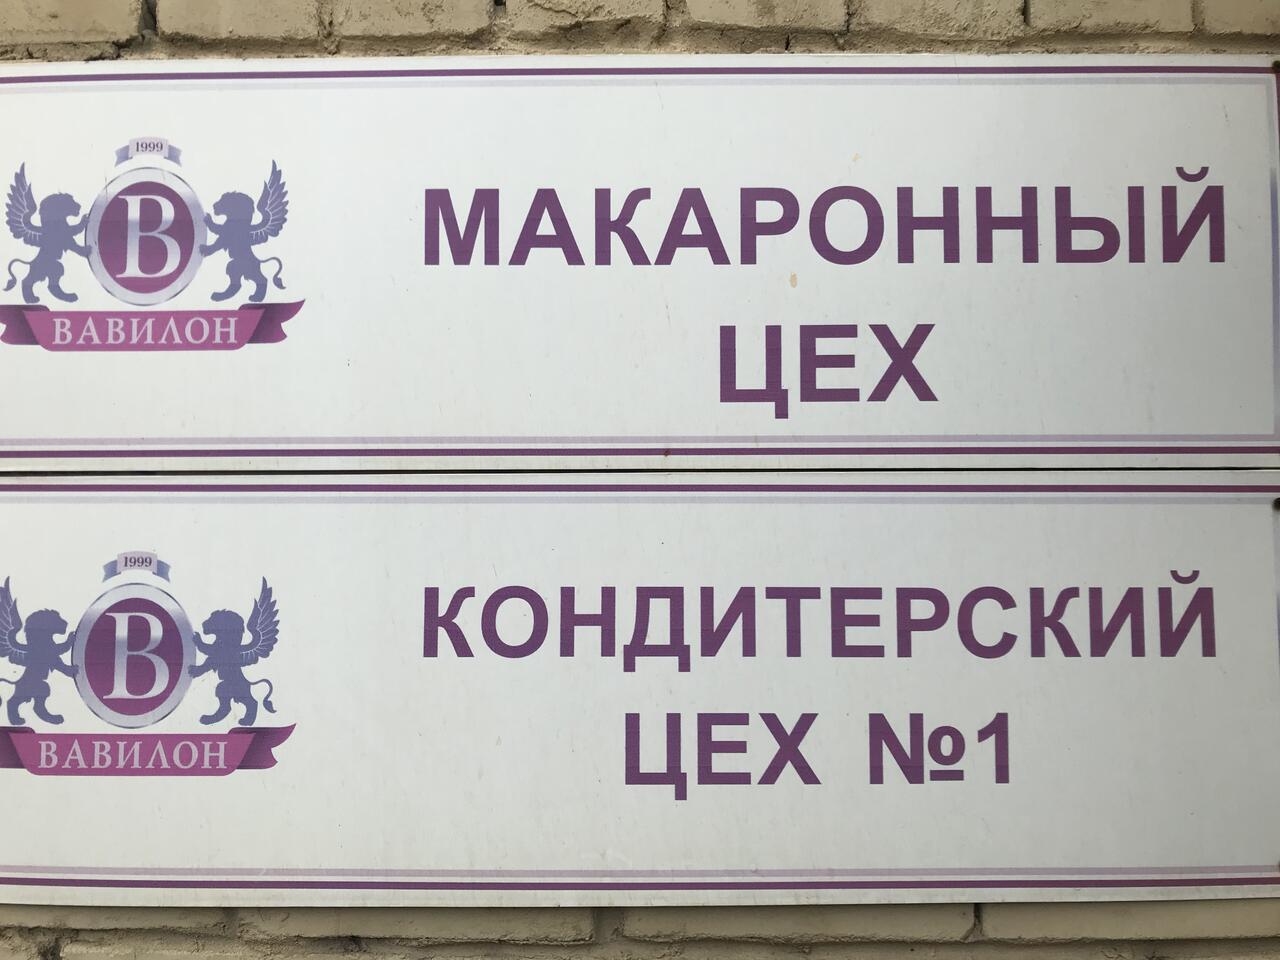 1999
В
ВАВИЛОН
МАКАРОННЫЙ
ЦЕХ
1999
В
ВАВИЛОН
КОНДИТЕРСКИЙ
ЦЕХ №1